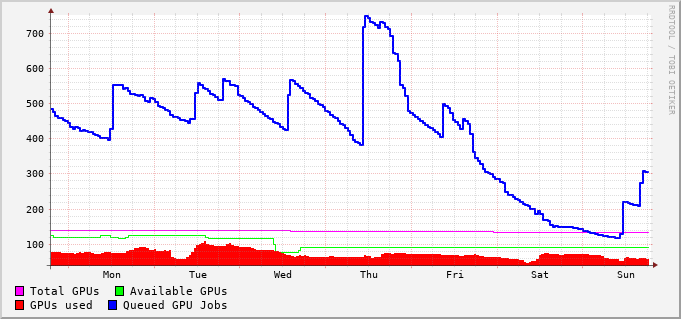 RRDTOOL / TOBI OETIKER
700
600
500
400
300
200
100
Mon Tue Wed Thu Fri Sat Sun
Total GPUs Available GPUs
GPUs used Queued GPU Jobs